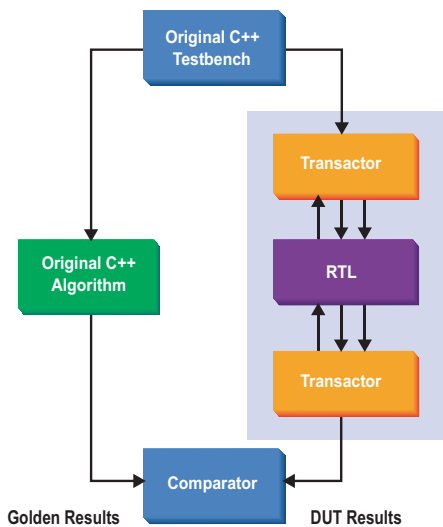 Original C++
Testbench
Transactor
Original C++
Algorithm
RTL
Transactor
Comparator
Golden Results
DUT Results